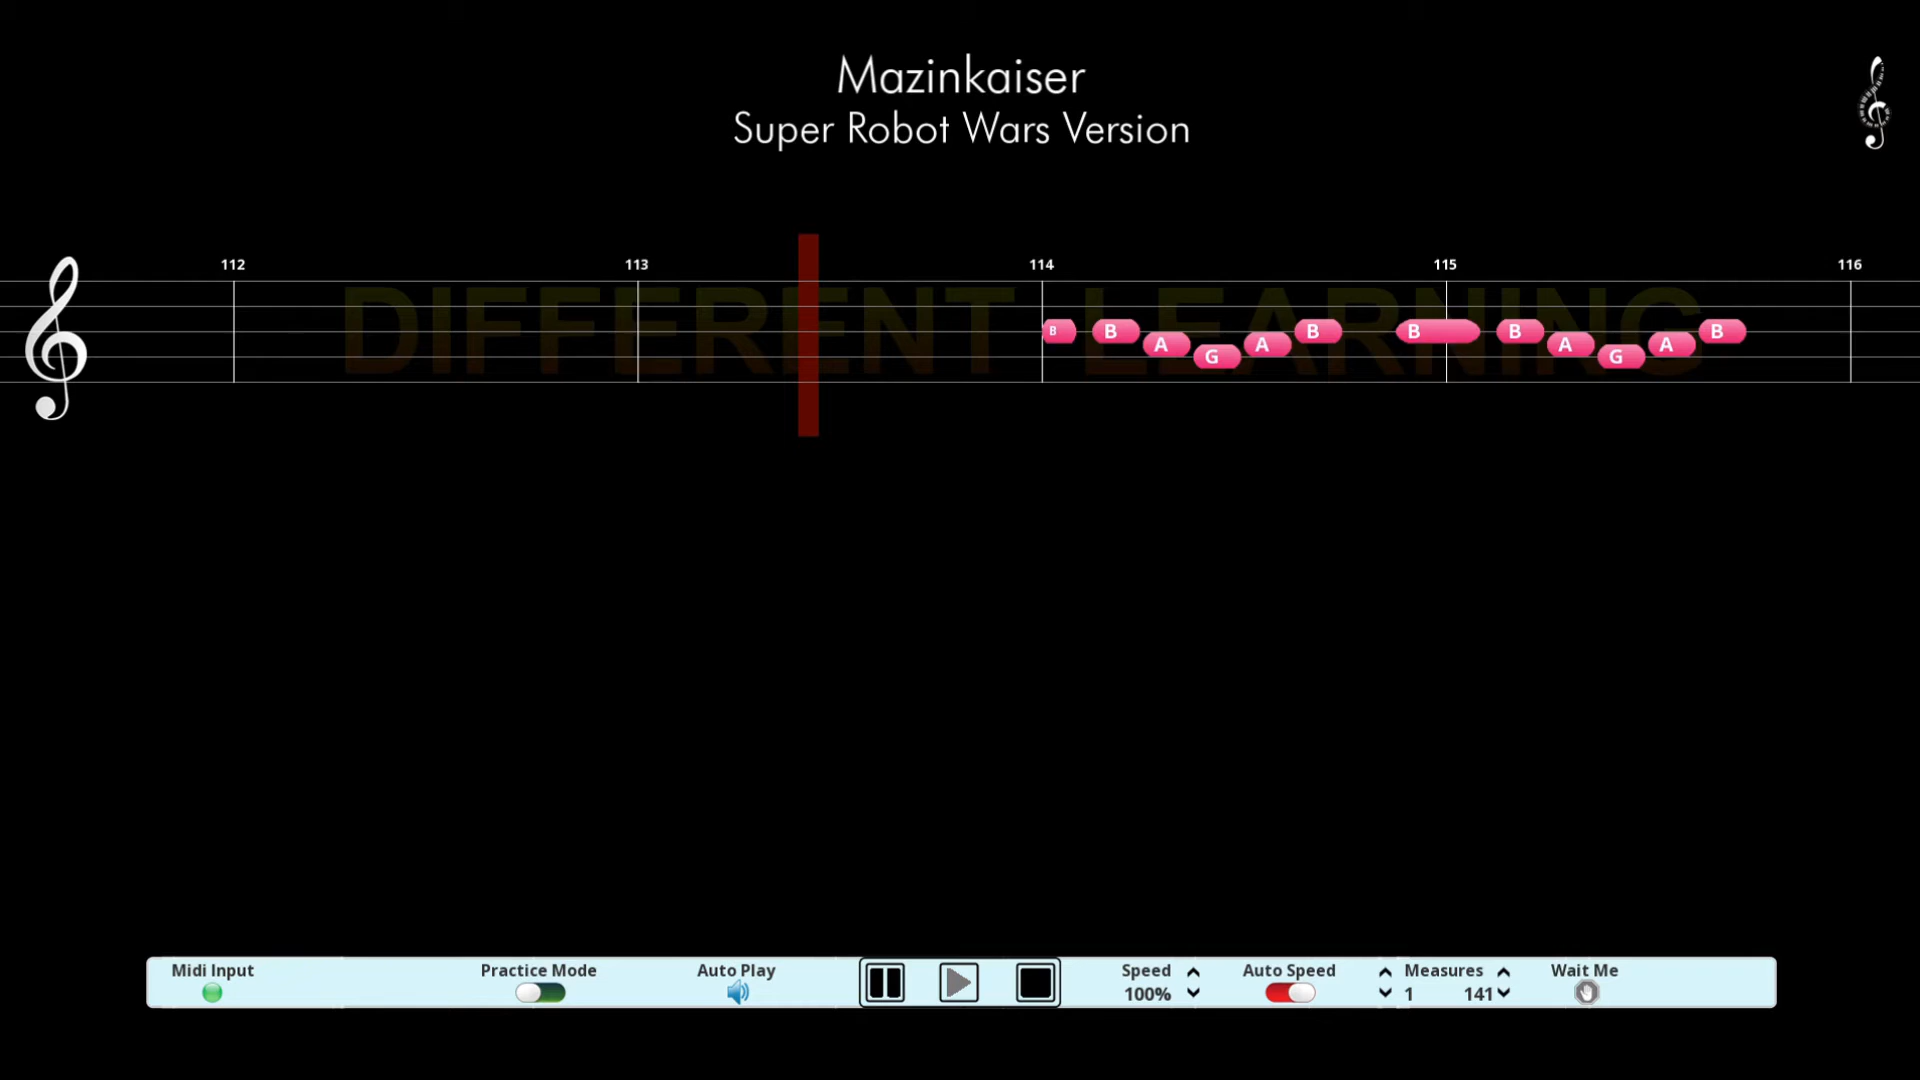 Mazinkaiser
Super Robot Wars Version
112 113 114 115 116
DIFFERENT LEARNING
B B A G A B B B A G A B
Midi Input Practice Mode Auto Play Speed Auto Speed Measures Wait Me
100% 1 141